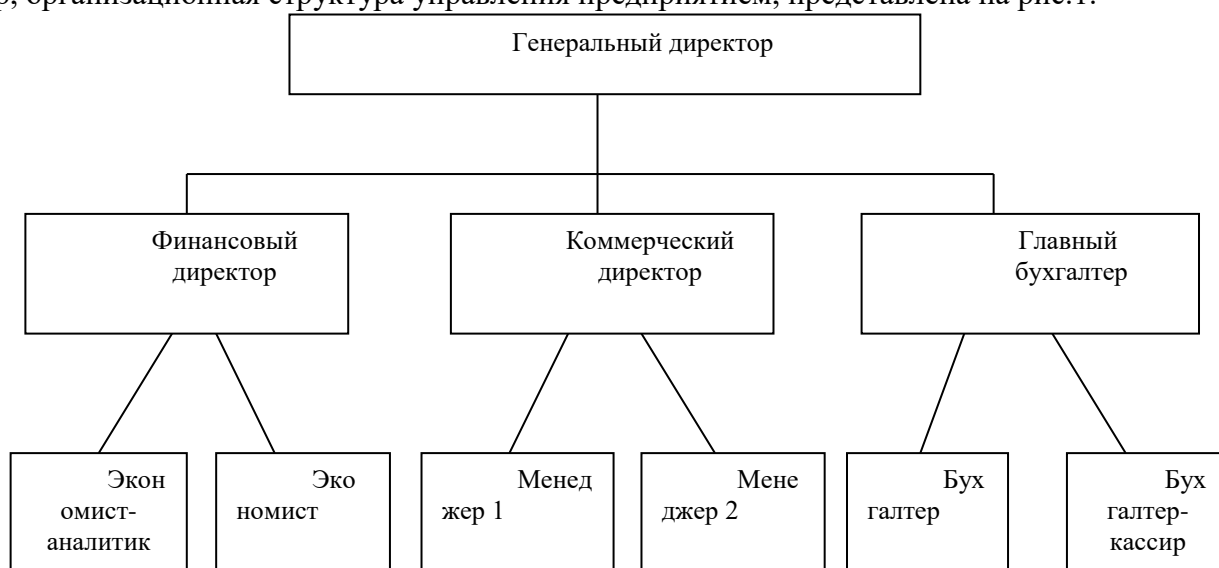 организационная структура управления предприятием, представлена на рис.1.
Генеральный директор
Финансовый
директор
Коммерческий
директор
Главный
бухгалтер
Экон
омист-
аналитик
Эко
номист
Менед
жер 1
Мене
джер 2
Бух
галтер
Бух
галтер-
кассир